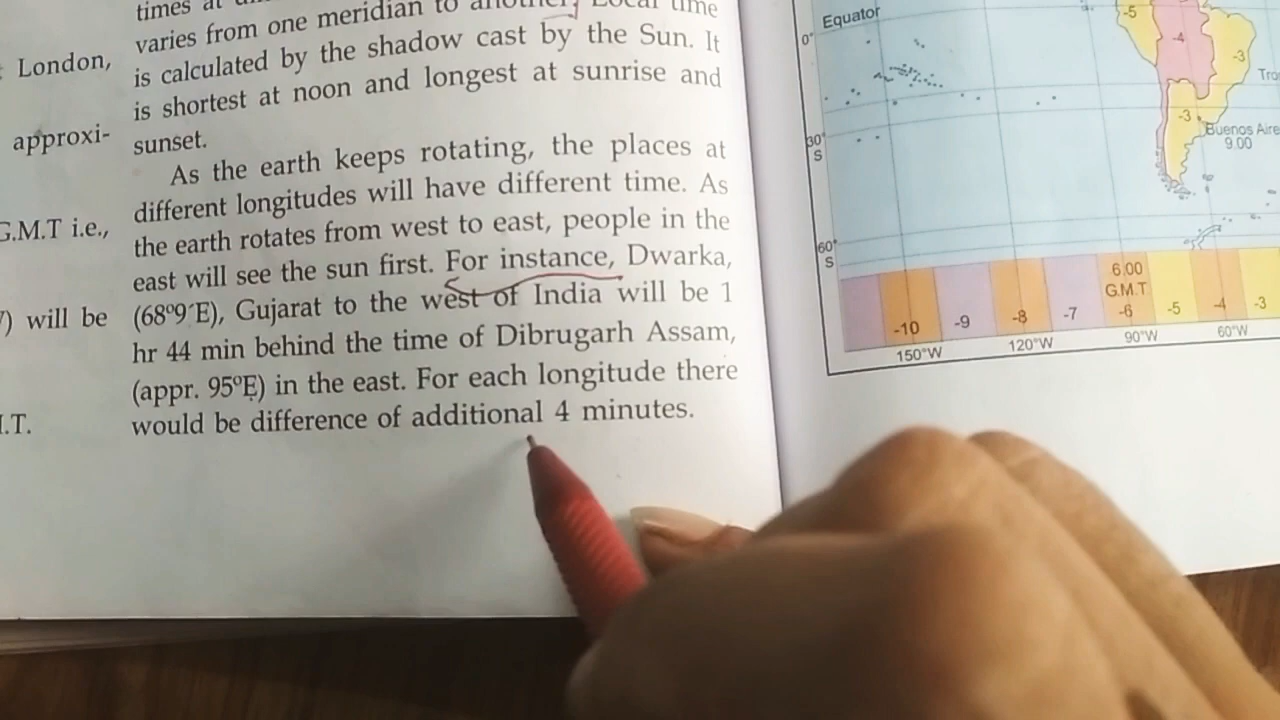 London,
approxi-
G.M.T i.e.,
will be
times at
varies from one meridian to another. Local time
is calculated by the shadow cast by the Sun. It
is shortest at noon and longest at sunrise and
sunset.
As the earth keeps rotating, the places at
different longitudes will have different time. As
the earth rotates from west to east, people in the
east will see the sun first. For instance, Dwarka,
(68°9´E), Gujarat to the west of India will be 1
hr 44 min behind the time of Dibrugarh Assam,
(appr. 95°E) in the east. For each longitude there
would be difference of additional 4 minutes.
Equator
0°
30°
S
60°
S
-5
-4
-3
-3
Buenos Aire
9.00
6.00
G.M.T
-10 -9 -8 -7 -6 -5 -4 -3
150°W 120°W 90°W 60°W